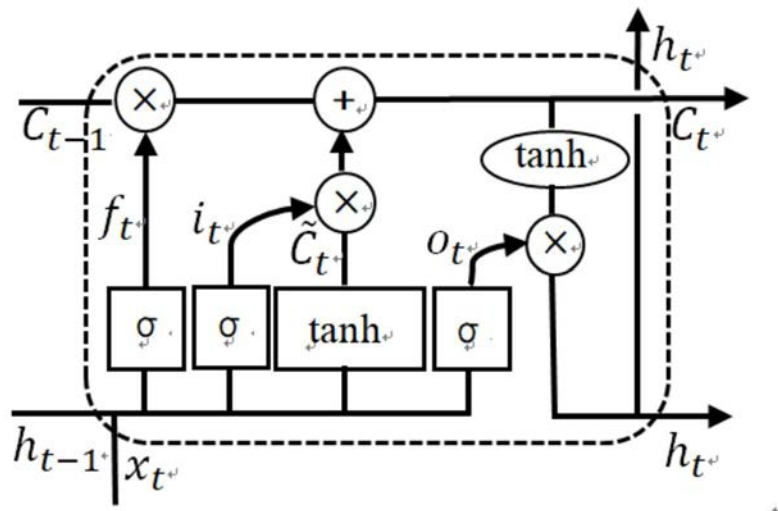 h_t
× +
C_{t-1} C_t
tanh
×
f_t i_t C̃_t o_t ×
σ σ tanh σ
h_{t-1} x_t h_t